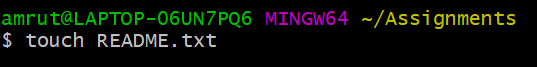 amrut@LAPTOP-O6UN7PQ6 MINGW64 ~/Assignments
$ touch README.txt